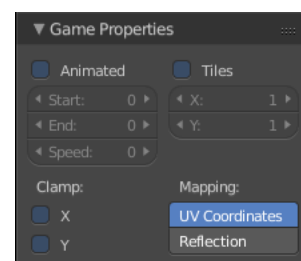 Game Properties
Animated
Tiles
Start: 0
X: 1
End: 0
Y: 1
Speed: 0
Clamp:
Mapping:
X
UV Coordinates
Y
Reflection